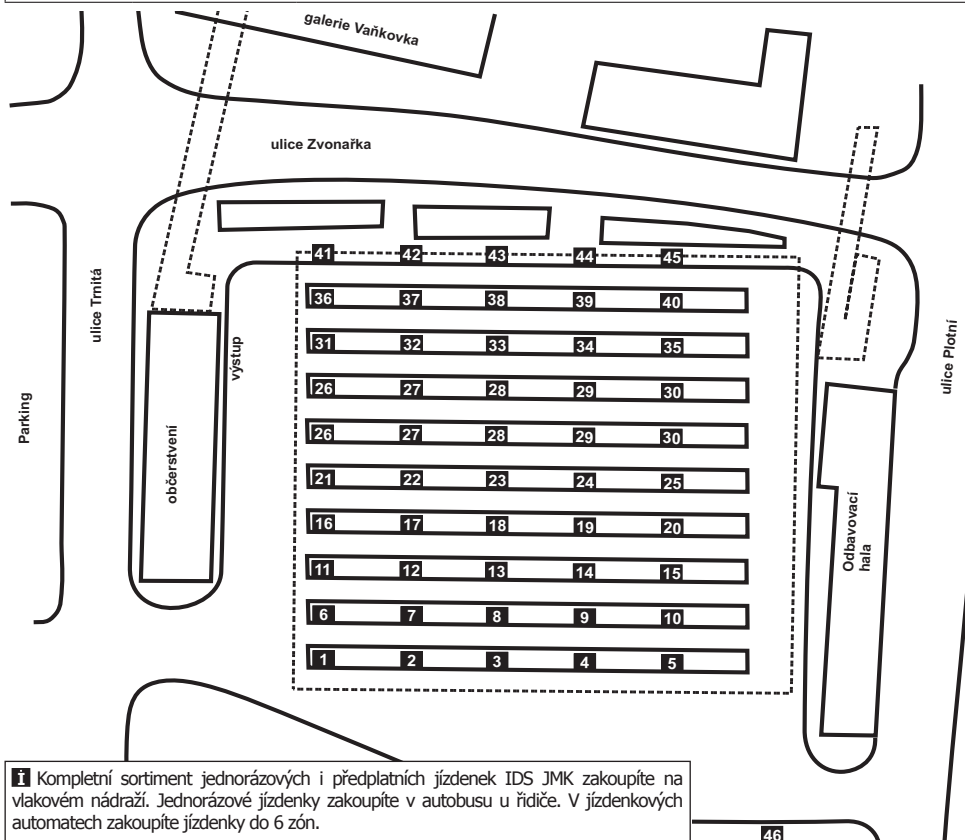 galerie Vaňkovka
ulice Zvonařka
41 42 43 44 45
36 37 38 39 40
ulice Trnitá
31 32 33 34 35
výstup
ulice Plotní
26 27 28 29 30
Parking
26 27 28 29 30
občerstvení
21 22 23 24 25
16 17 18 19 20
Odbavovací
hala
11 12 13 14 15
6 7 8 9 10
1 2 3 4 5
i Kompletní sortiment jednorázových i předplatních jízdenek IDS JMK zakoupíte na
vlakovém nádraží. Jednorázové jízdenky zakoupíte v autobusu u řidiče. V jízdenkových
automatech zakoupíte jízdenky do 6 zón.
46